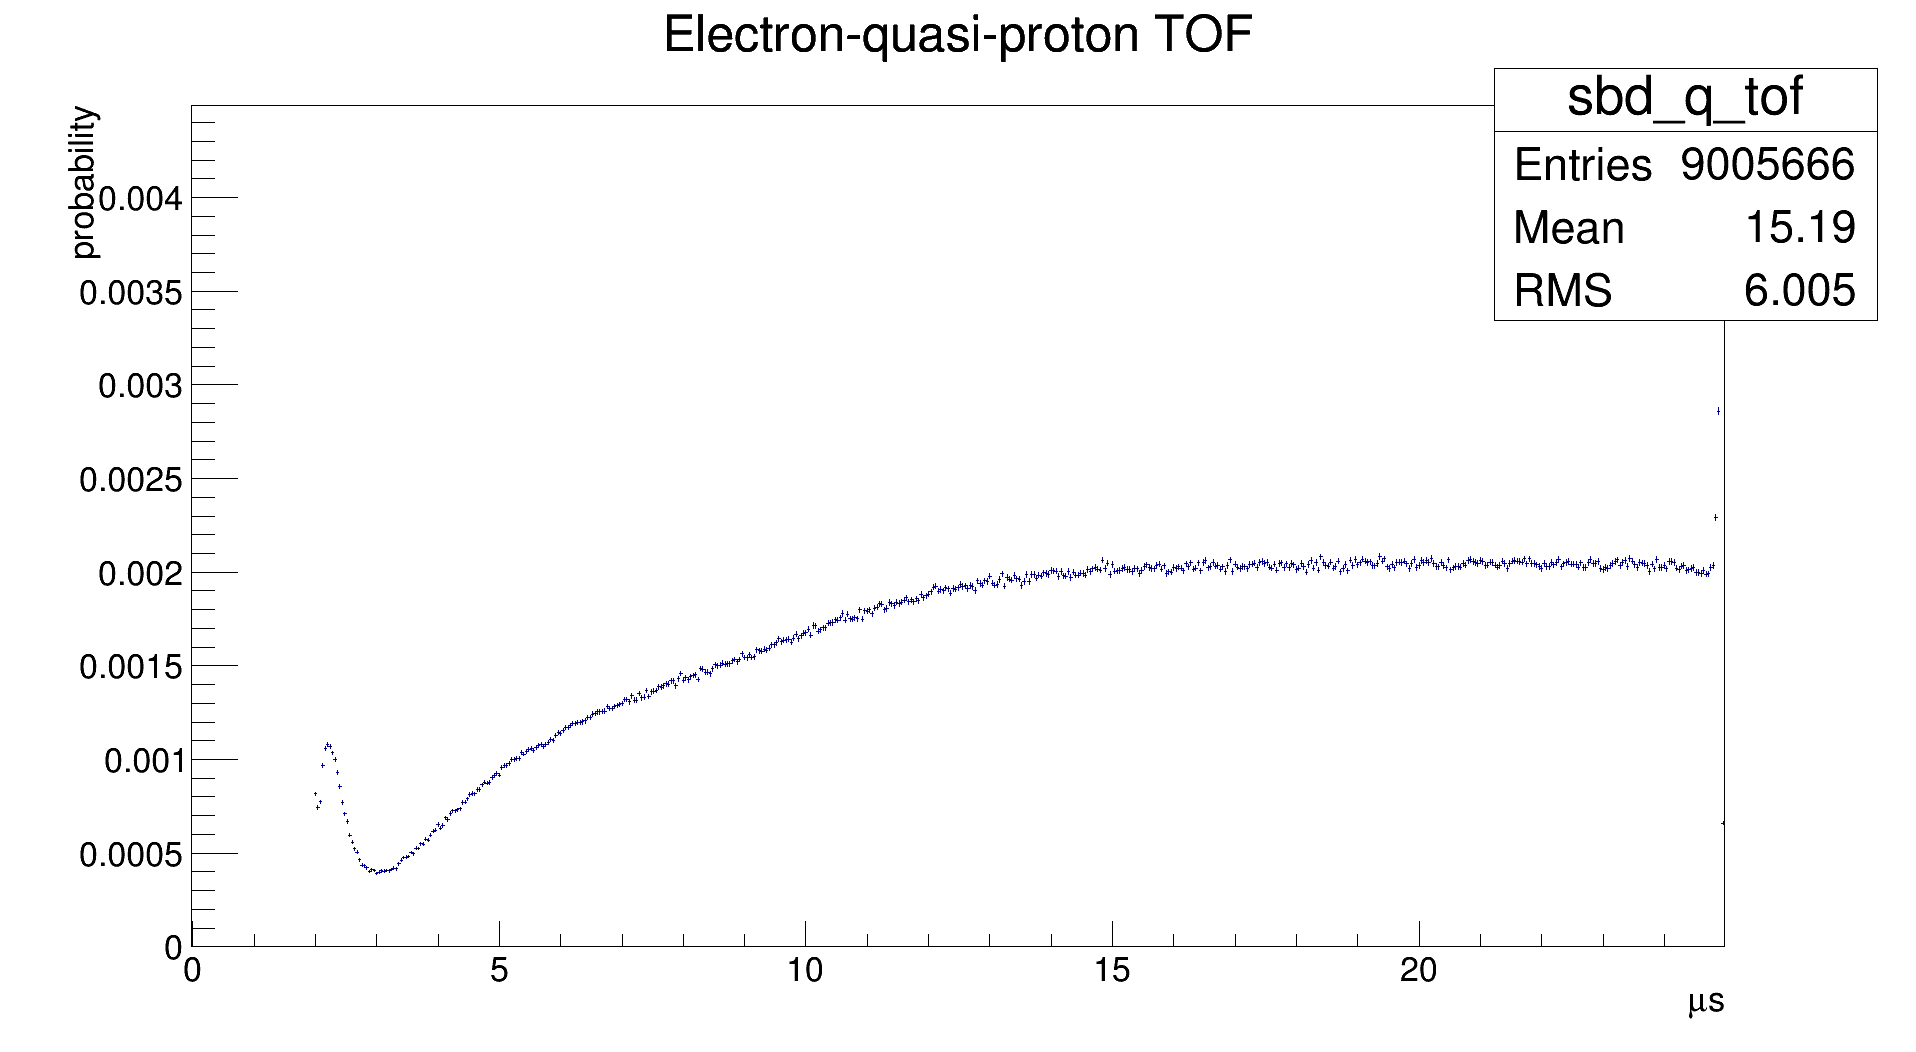 Electron-quasi-proton TOF
sbd_q_tof
Entries 9005666
Mean 15.19
RMS 6.005
probability
0.004
0.0035
0.003
0.0025
0.002
0.0015
0.001
0.0005
0
0 5 10 15 20
μs